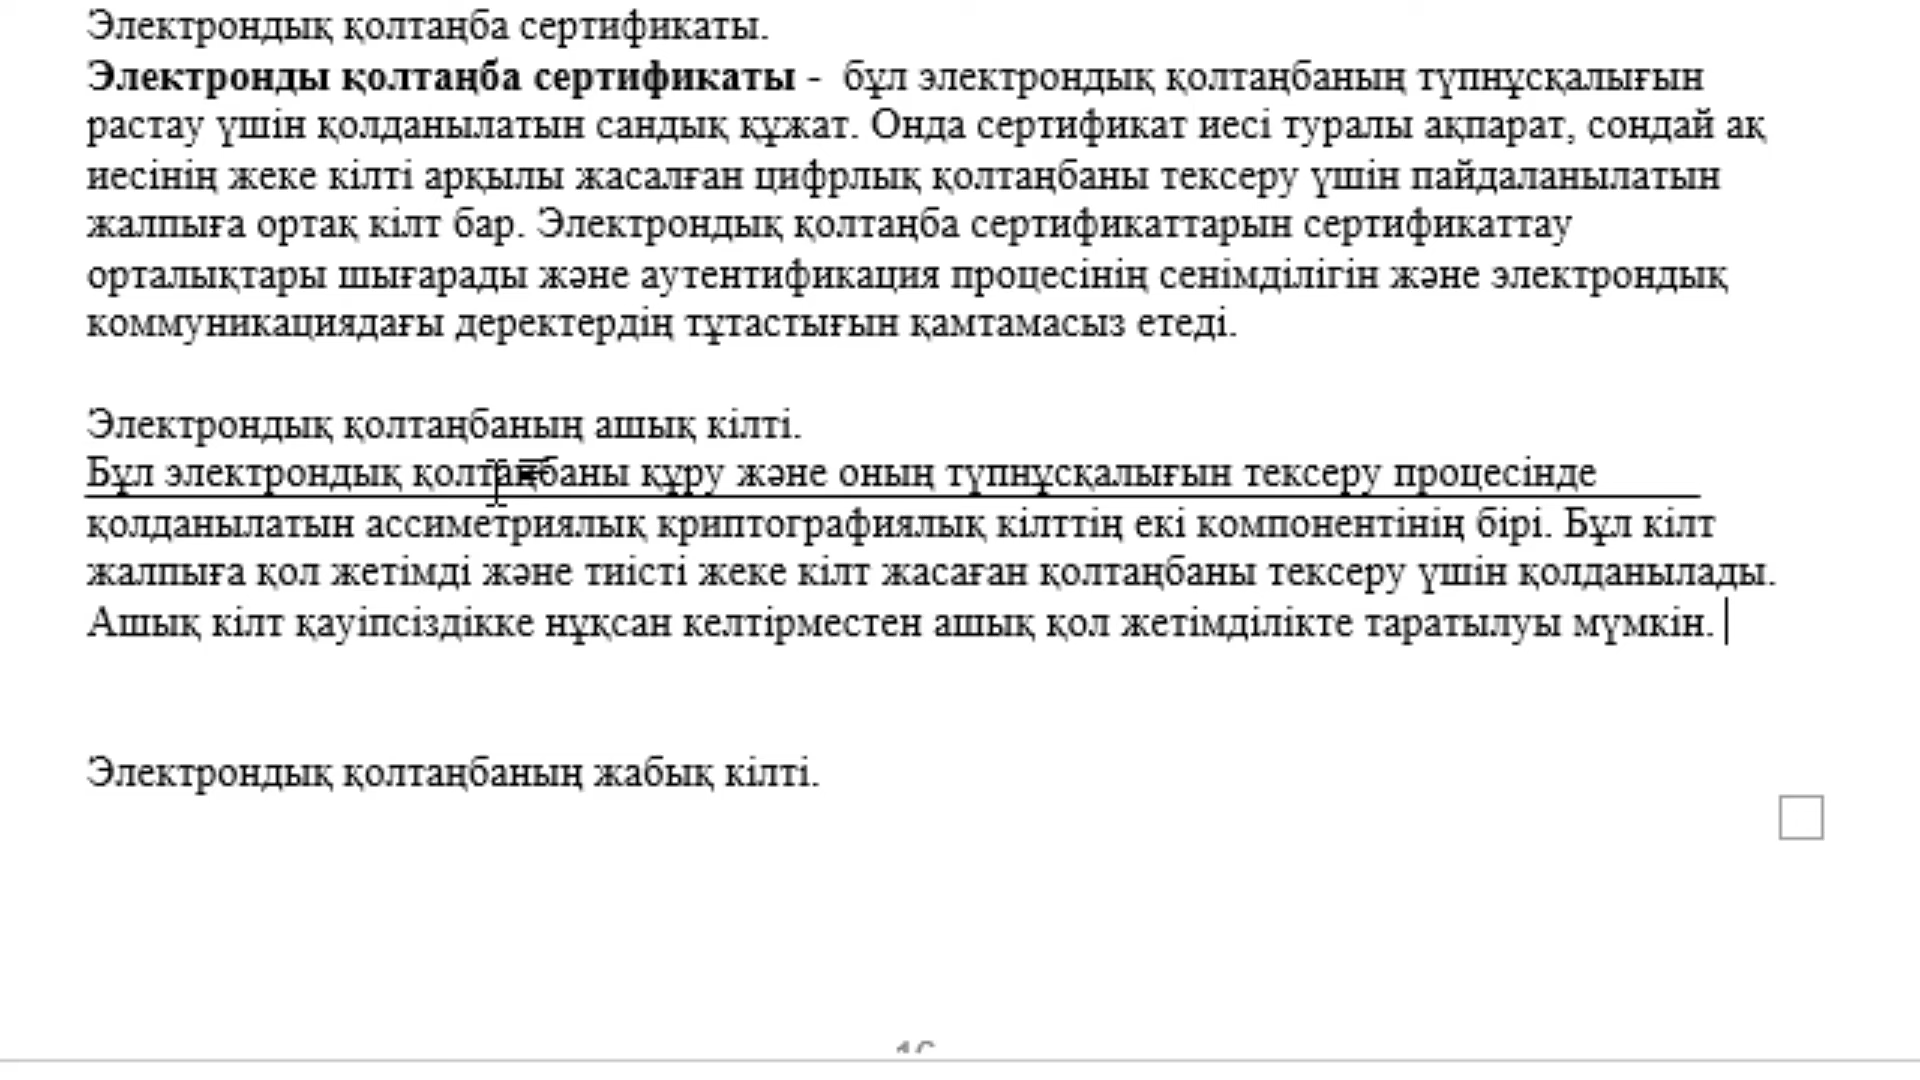 Электрондық қолтаңба сертификаты.
Электронды қолтаңба сертификаты - бұл электрондық қолтаңбаның түпнұсқалығын
растау үшін қолданылатын сандық құжат. Онда сертификат иесі туралы ақпарат, сондай ақ
иесінің жеке кілті арқылы жасалған цифрлық қолтаңбаны тексеру үшін пайдаланылатын
жалпыға ортақ кілт бар. Электрондық қолтаңба сертификаттарын сертификаттау
орталықтары шығарады және аутентификация процесінің сенімділігін және электрондық
коммуникациядағы деректердің тұтастығын қамтамасыз етеді.
Электрондық қолтаңбаның ашық кілті.
Бұл электрондық қолтаңбаны құру және оның түпнұсқалығын тексеру процесінде
қолданылатын ассиметриялық криптографиялық кілттің екі компонентінің бірі. Бұл кілт
жалпыға қол жетімді және тиісті жеке кілт жасаған қолтаңбаны тексеру үшін қолданылады.
Ашық кілт қауіпсіздікке нұқсан келтірместен ашық қол жетімділікте таратылуы мүмкін.
Электрондық қолтаңбаның жабық кілті.